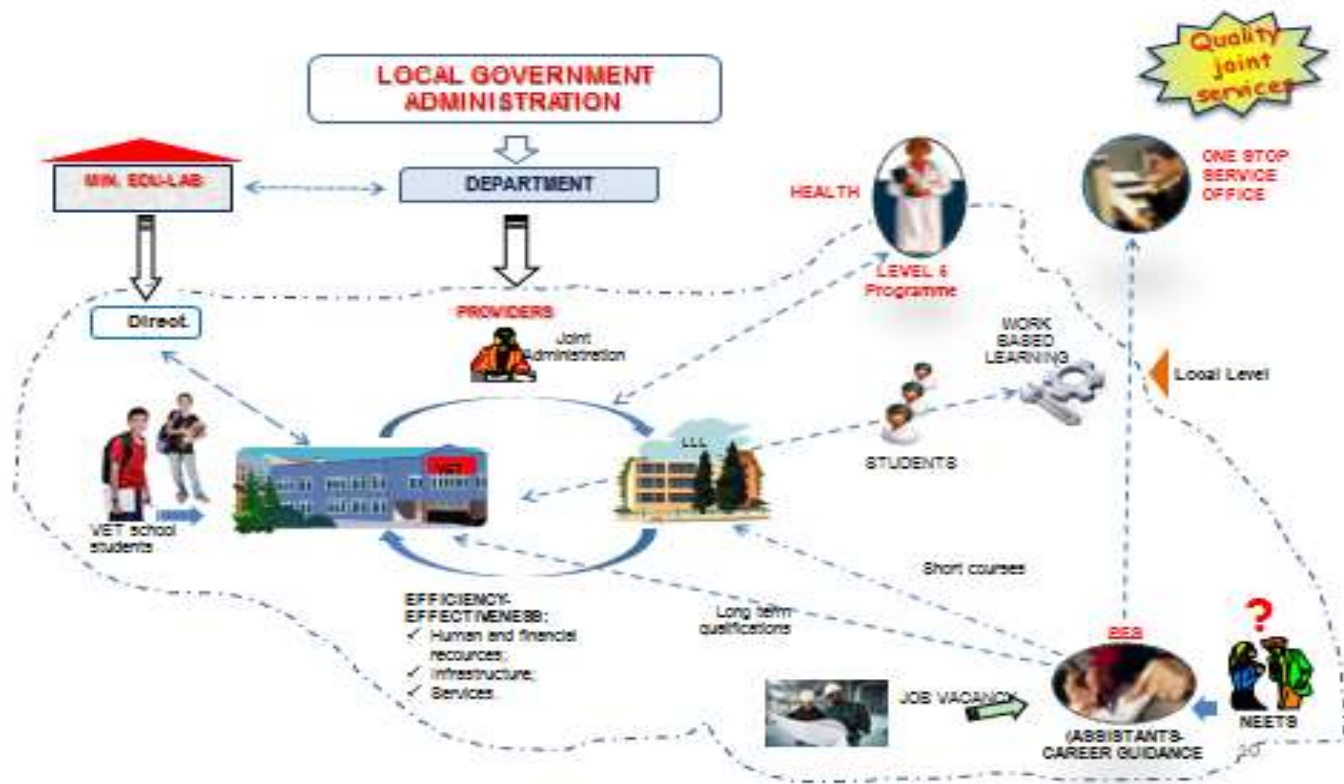 Quality
joint
services
LOCAL GOVERNMENT
ADMINISTRATION
ONE STOP
SERVICE
OFFICE
MIN. EDU-LAB
DEPARTMENT
HEALTH
LEVEL 5
Programme
Direct.
PROVIDERS
Joint
Administration
WORK
BASED
LEARNING
Local Level
LLL
VET
STUDENTS
VET school
students
Short courses
EFFICIENCY-
EFFECTIVENESS:
✓ Human and financial
recources;
✓ Infrastructure;
✓ Services.
Long term
qualifications
?
JOB VACANCY
NEETS
(ASSISTANTS-
CAREER GUIDANCE